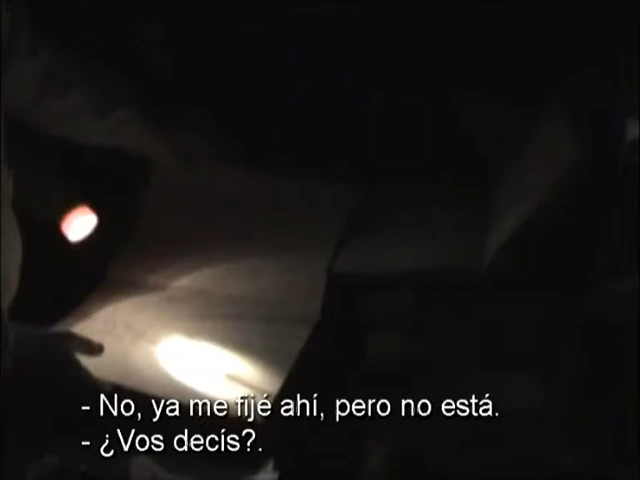 - No, ya me fijé ahí, pero no está.
- ¿Vos decís?.